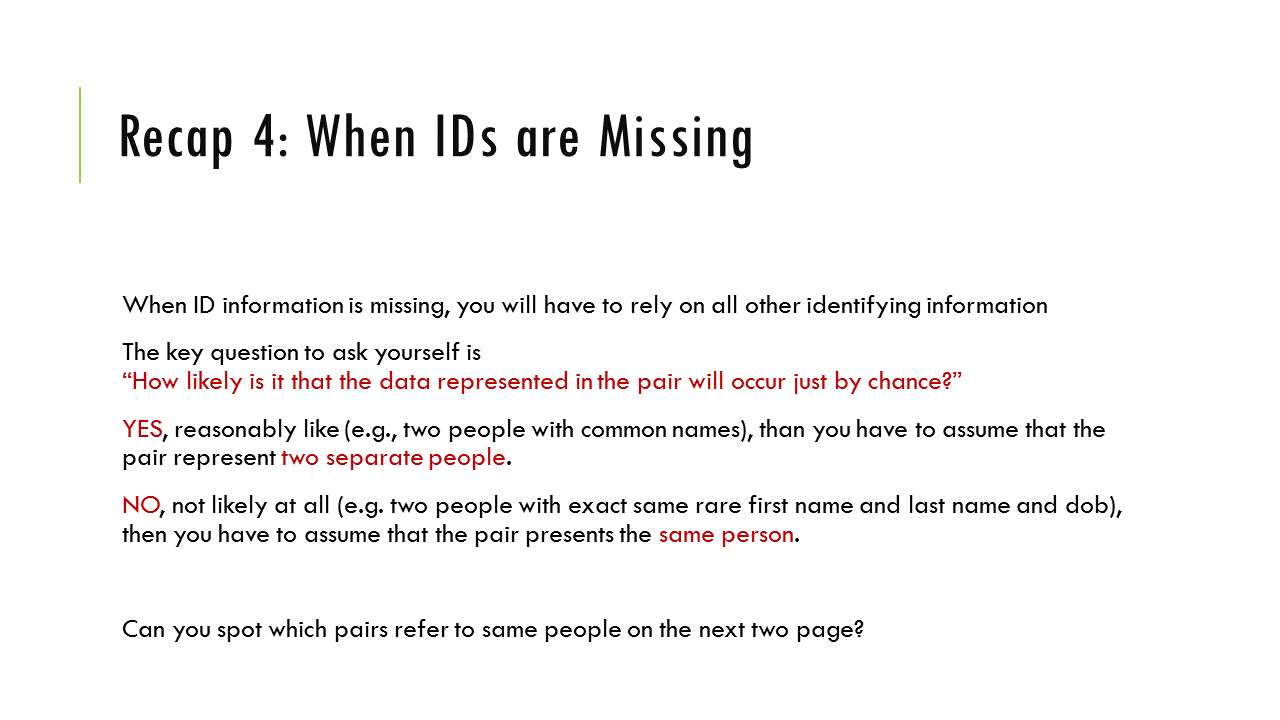 Recap 4: When IDs are Missing
When ID information is missing, you will have to rely on all other identifying information
The key question to ask yourself is
“How likely is it that the data represented in the pair will occur just by chance?”
YES, reasonably like (e.g., two people with common names), than you have to assume that the
pair represent two separate people.
NO, not likely at all (e.g. two people with exact same rare first name and last name and dob),
then you have to assume that the pair presents the same person.
Can you spot which pairs refer to same people on the next two page?